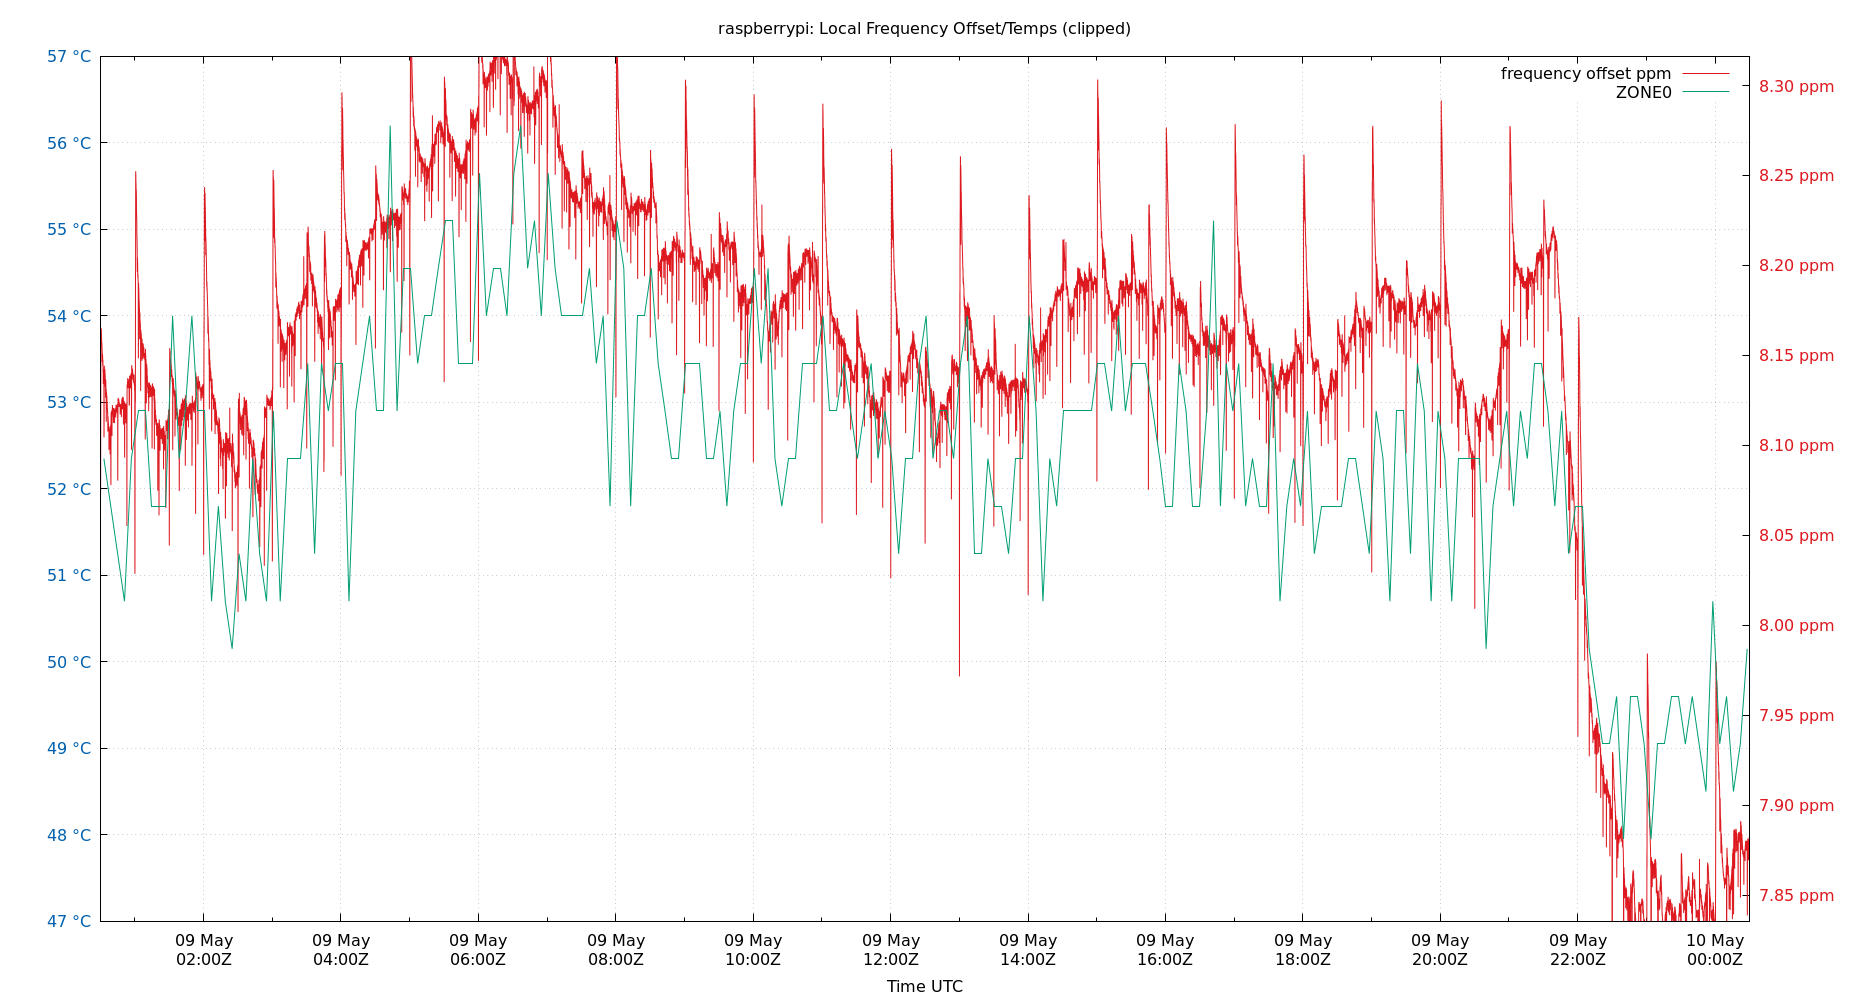 raspberrypi: Local Frequency Offset/Temps (clipped)
frequency offset ppm
ZONE0
57 °C
56 °C
55 °C
54 °C
53 °C
52 °C
51 °C
50 °C
49 °C
48 °C
47 °C
8.30 ppm
8.25 ppm
8.20 ppm
8.15 ppm
8.10 ppm
8.05 ppm
8.00 ppm
7.95 ppm
7.90 ppm
7.85 ppm
09 May 09 May 09 May 09 May 09 May 09 May 09 May 09 May 09 May 09 May 09 May 10 May
02:00Z 04:00Z 06:00Z 08:00Z 10:00Z 12:00Z 14:00Z 16:00Z 18:00Z 20:00Z 22:00Z 00:00Z
Time UTC